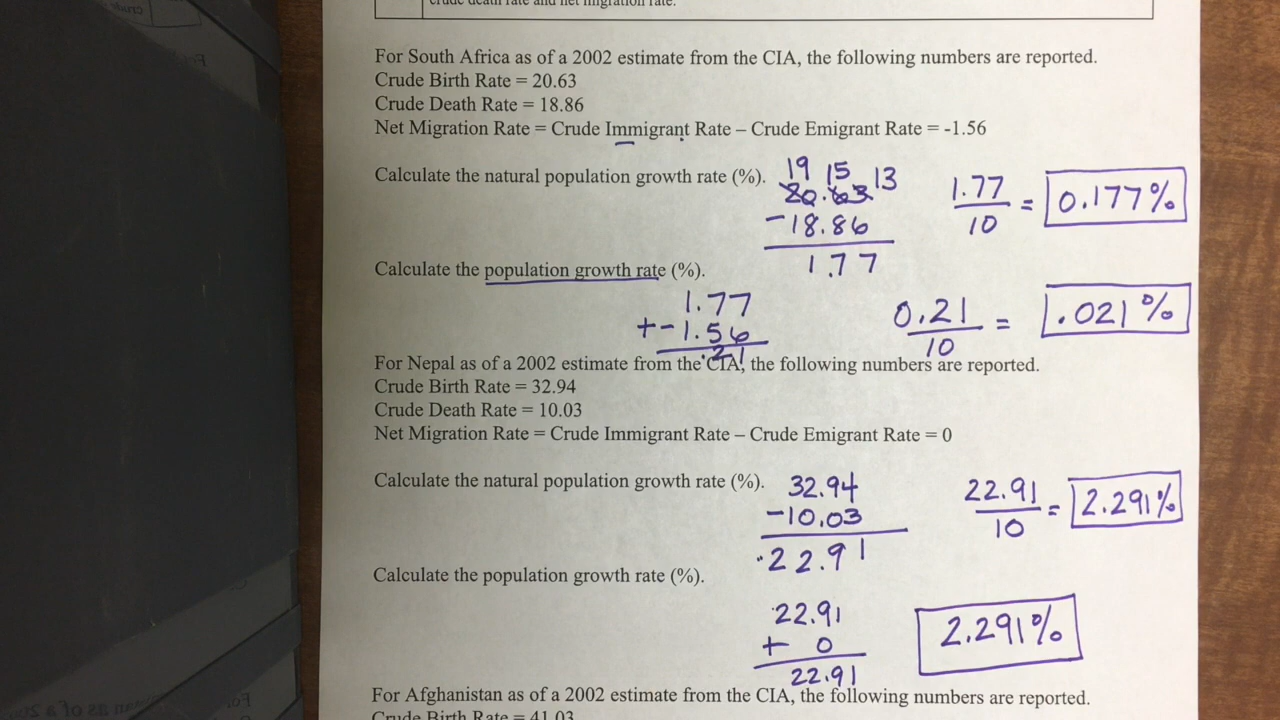 crude death rate and net migration rate.
For South Africa as of a 2002 estimate from the CIA, the following numbers are reported.
Crude Birth Rate = 20.63
Crude Death Rate = 18.86
Net Migration Rate = Crude Immigrant Rate – Crude Emigrant Rate = -1.56
19 15 13
Calculate the natural population growth rate (%). 20.63
-18.86
1.77
1.77/10 = 0.177%
Calculate the population growth rate (%).
1.77
+-1.56
.21
0.21/10 = .021%
For Nepal as of a 2002 estimate from the CIA, the following numbers are reported.
Crude Birth Rate = 32.94
Crude Death Rate = 10.03
Net Migration Rate = Crude Immigrant Rate – Crude Emigrant Rate = 0
Calculate the natural population growth rate (%). 32.94
-10.03
22.91
22.91/10 = 2.291%
Calculate the population growth rate (%).
22.91
+ 0
22.91
2.291%
For Afghanistan as of a 2002 estimate from the CIA, the following numbers are reported.
Crude Birth Rate = 41.03